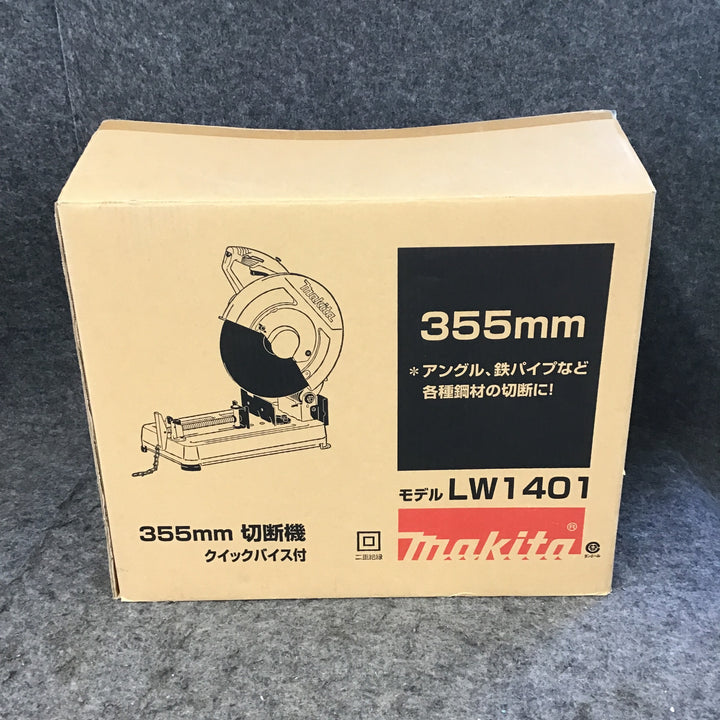 makita
355mm
*アングル、鉄パイプなど
各種鋼材の切断に!
モデル LW1401
355mm 切断機
クイックバイス付
二重絶縁
makita®